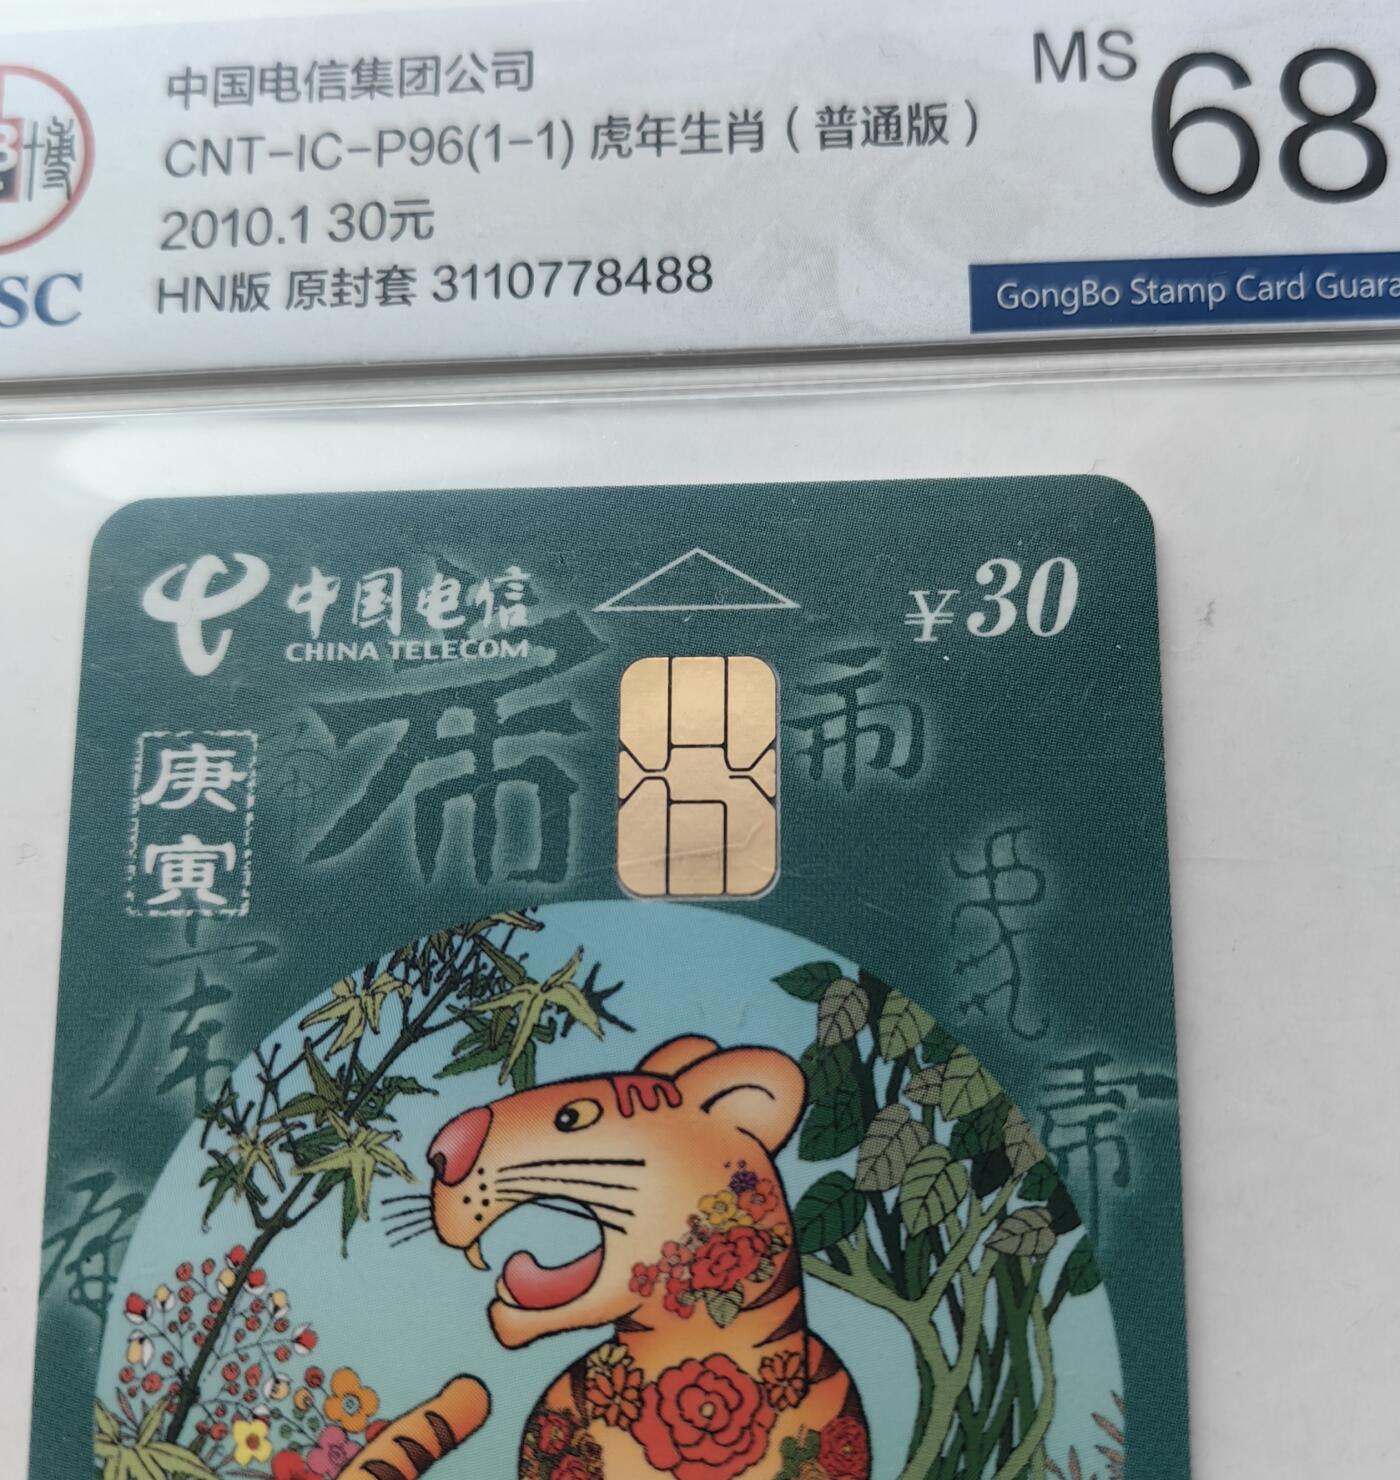 中国电信集团公司
CNT-IC-P96(1-1) 虎年生肖（普通版）
2010.1 30元
HN版 原封套 3110778488
MS 68
博
SC
GongBo Stamp Card Guara
中国电信
CHINA TELECOM
¥30
庚
寅